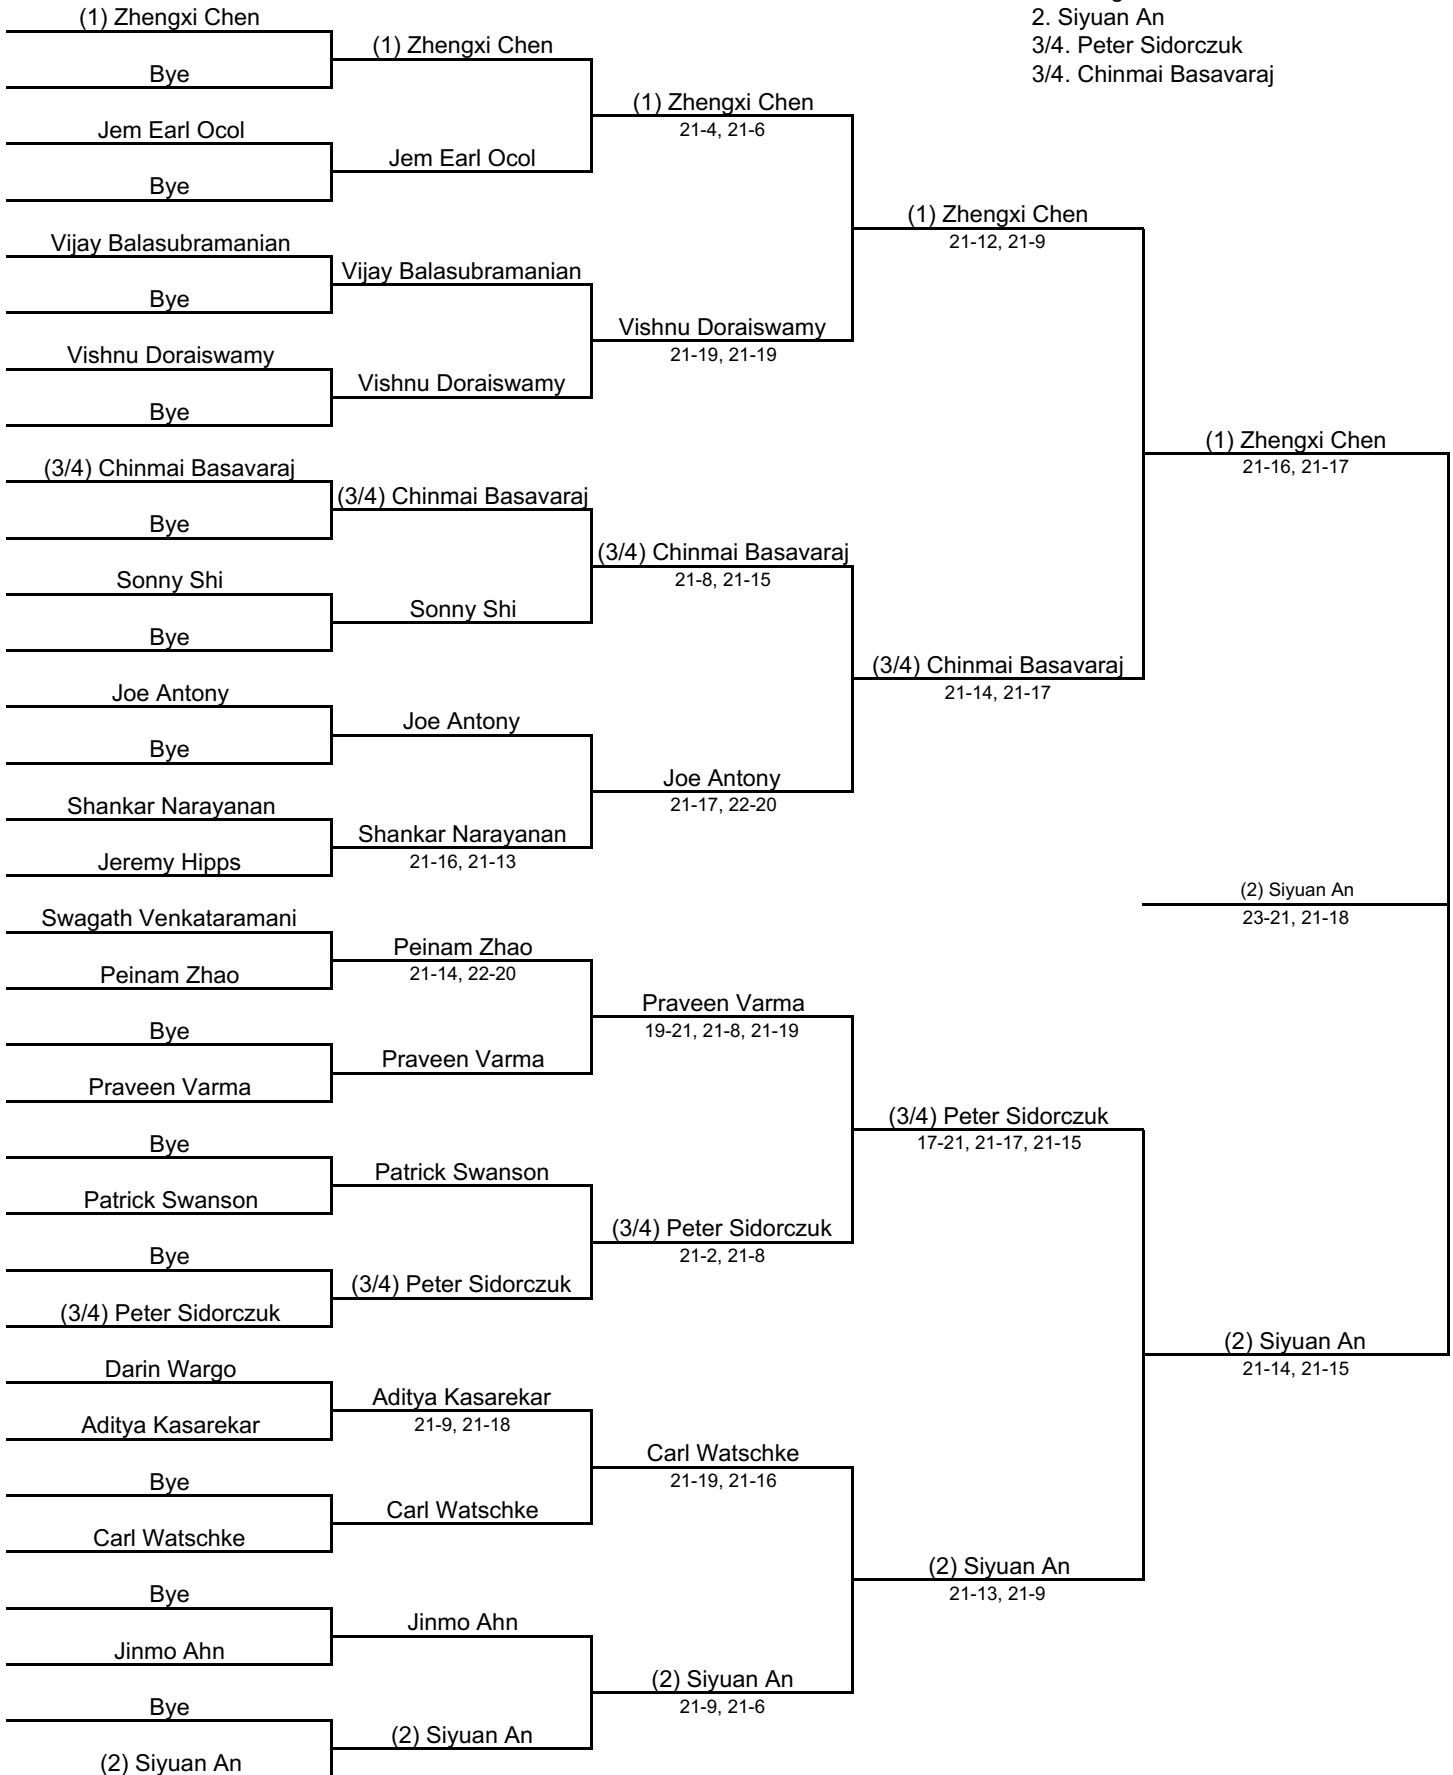 2. Siyuan An
3/4. Peter Sidorczuk
3/4. Chinmai Basavaraj
(1) Zhengxi Chen
Bye
Jem Earl Ocol
Bye
Vijay Balasubramanian
Bye
Vishnu Doraiswamy
Bye
(3/4) Chinmai Basavaraj
Bye
Sonny Shi
Bye
Joe Antony
Bye
Shankar Narayanan
Jeremy Hipps
Swagath Venkataramani
Peinam Zhao
Bye
Praveen Varma
Bye
Patrick Swanson
Bye
(3/4) Peter Sidorczuk
Darin Wargo
Aditya Kasarekar
Bye
Carl Watschke
Bye
Jinmo Ahn
Bye
(2) Siyuan An
(1) Zhengxi Chen
Jem Earl Ocol
Vijay Balasubramanian
Vishnu Doraiswamy
(3/4) Chinmai Basavaraj
Sonny Shi
Joe Antony
Shankar Narayanan
21-16, 21-13
Peinam Zhao
21-14, 22-20
Praveen Varma
Patrick Swanson
(3/4) Peter Sidorczuk
Aditya Kasarekar
21-9, 21-18
Carl Watschke
Jinmo Ahn
(2) Siyuan An
(1) Zhengxi Chen
21-4, 21-6
Vishnu Doraiswamy
21-19, 21-19
(3/4) Chinmai Basavaraj
21-8, 21-15
Joe Antony
21-17, 22-20
Praveen Varma
19-21, 21-8, 21-19
(3/4) Peter Sidorczuk
21-2, 21-8
Carl Watschke
21-19, 21-16
(2) Siyuan An
21-9, 21-6
(1) Zhengxi Chen
21-12, 21-9
(3/4) Chinmai Basavaraj
21-14, 21-17
(3/4) Peter Sidorczuk
17-21, 21-17, 21-15
(2) Siyuan An
21-13, 21-9
(1) Zhengxi Chen
21-16, 21-17
(2) Siyuan An
21-14, 21-15
(2) Siyuan An
23-21, 21-18